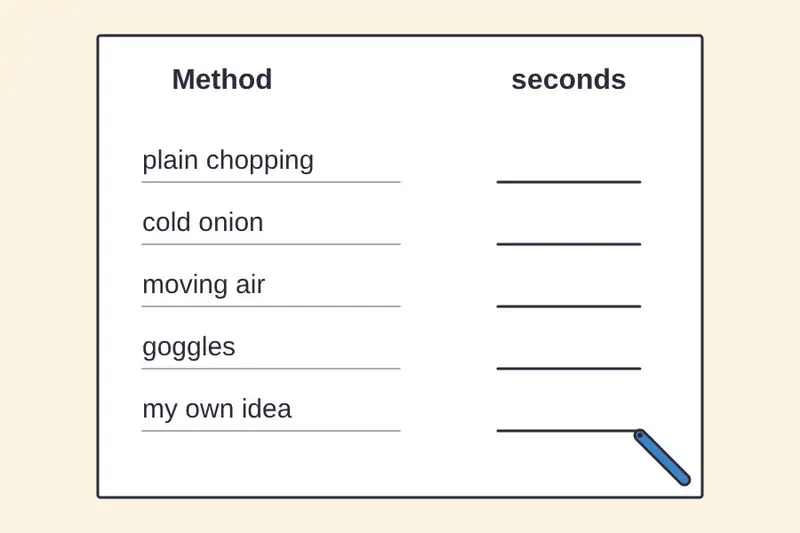 Method seconds
plain chopping
cold onion
moving air
goggles
my own idea